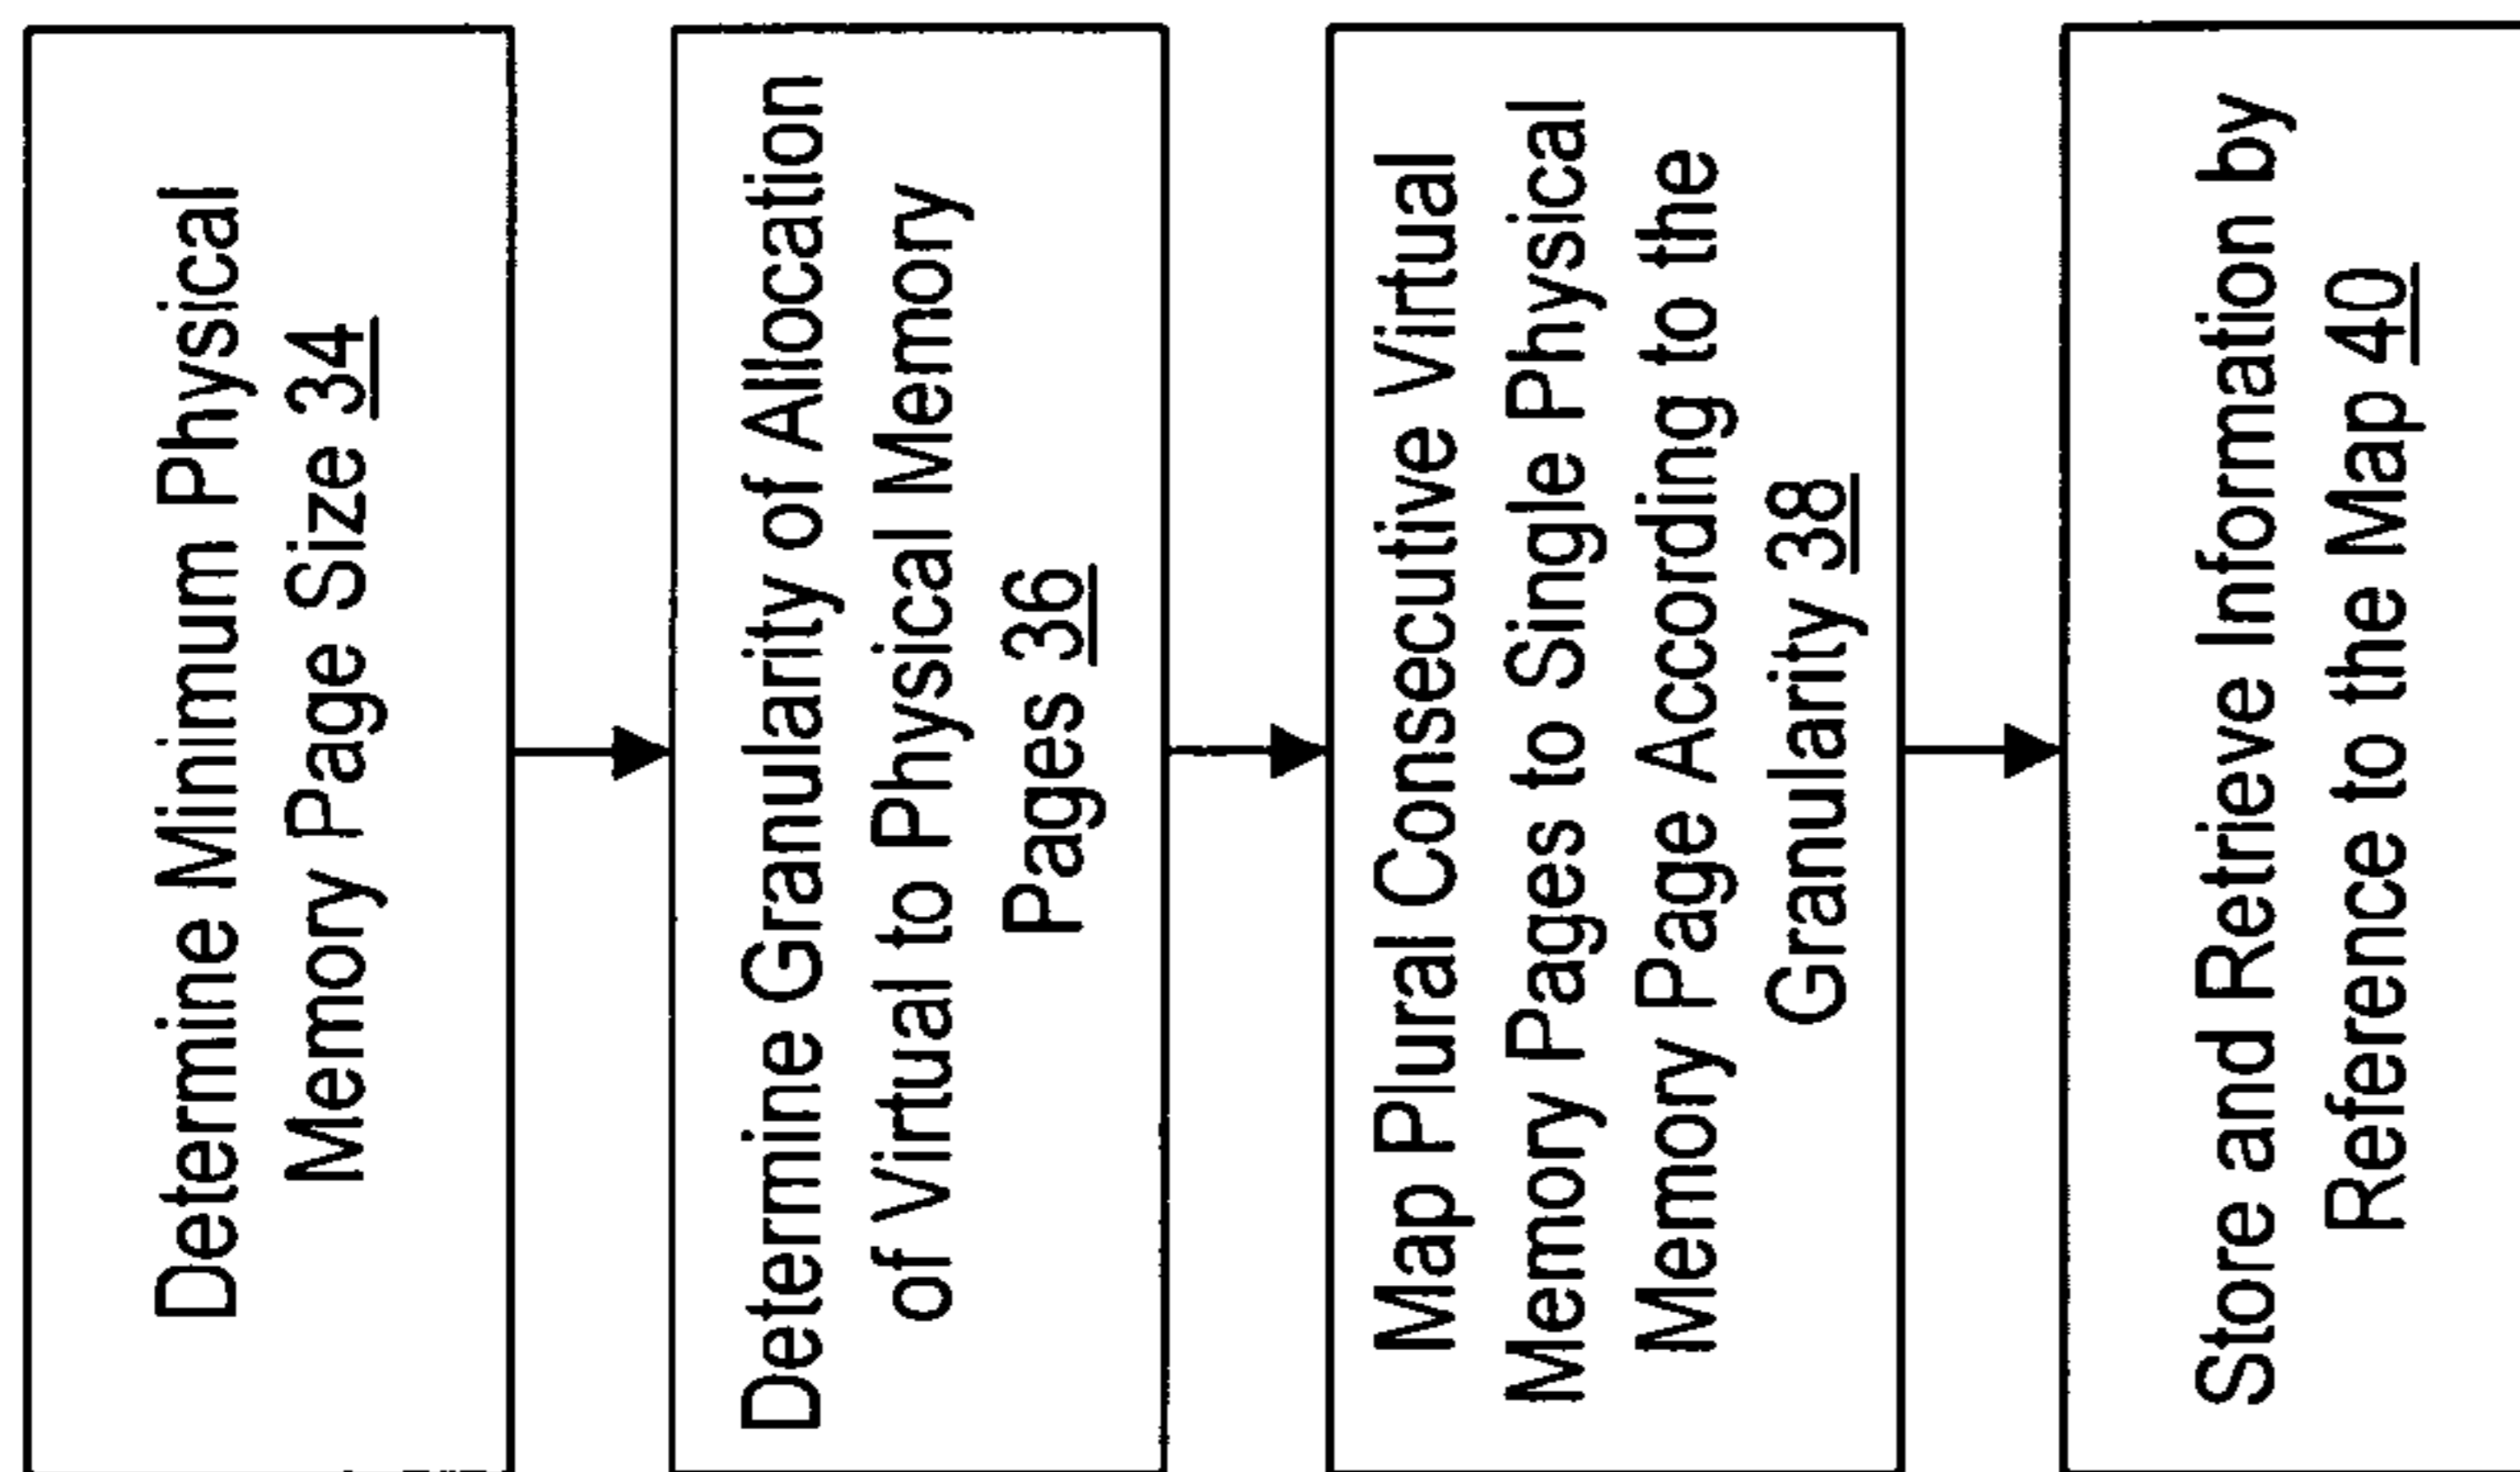 Determine Minimum Physical
Memory Page Size 34
Determine Granularity of Allocation
of Virtual to Physical Memory
Pages 36
Map Plural Consecutive Virtual
Memory Pages to Single Physical
Memory Page According to the
Granularity 38
Store and Retrieve Information by
Reference to the Map 40